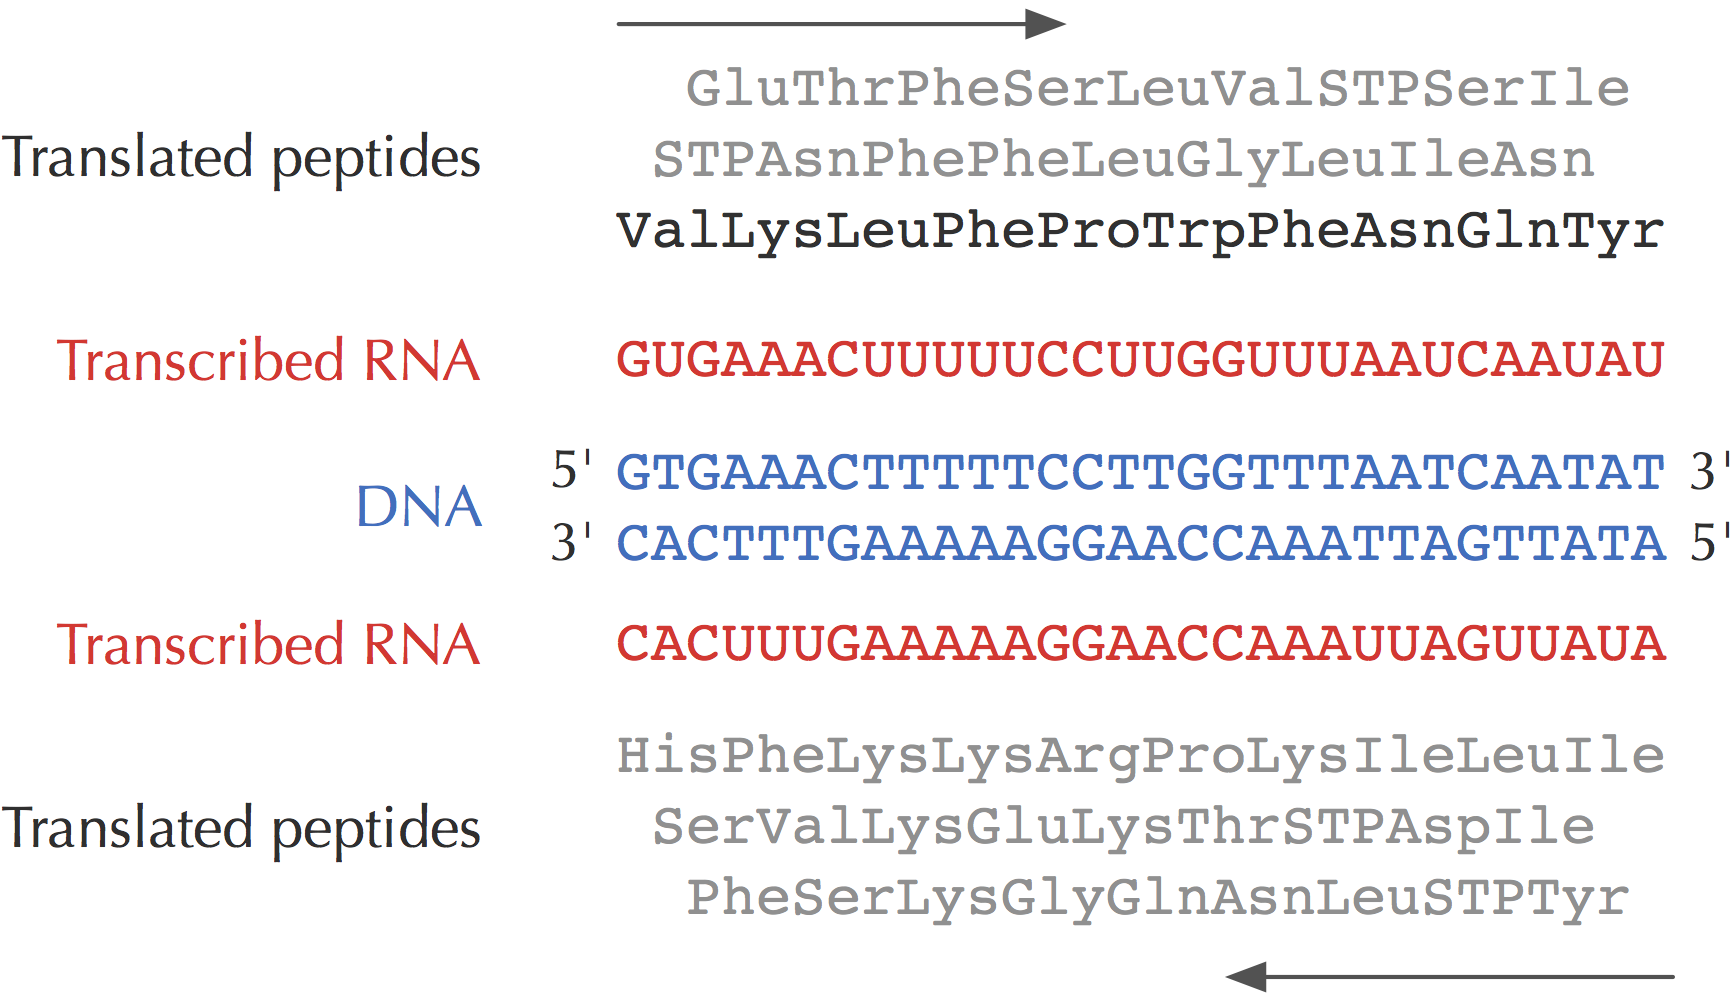 GluThrPheSerLeuValSTPSerIle
Translated peptides STPAsnPhePheLeuGlyLeuIleAsn
ValLysLeuPheProTrpPheAsnGlnTyr
Transcribed RNA GUGAAACUUUUUCCUUGGUUUAAUCAAUAU
5' GTGAAACTTTTTCCTTGGTTTAATCAATAT 3'
DNA
3' CACTTTGAAAAAGGAACCAAATTAGTTATA 5'
Transcribed RNA CACUUUGAAAAAGGAACCAAAUUAGUUAUA
HisPheLysLysArgProLysIleLeuIle
Translated peptides SerValLysGluLysThrSTPAspIle
PheSerLysGlyGlnAsnLeuSTPTyr